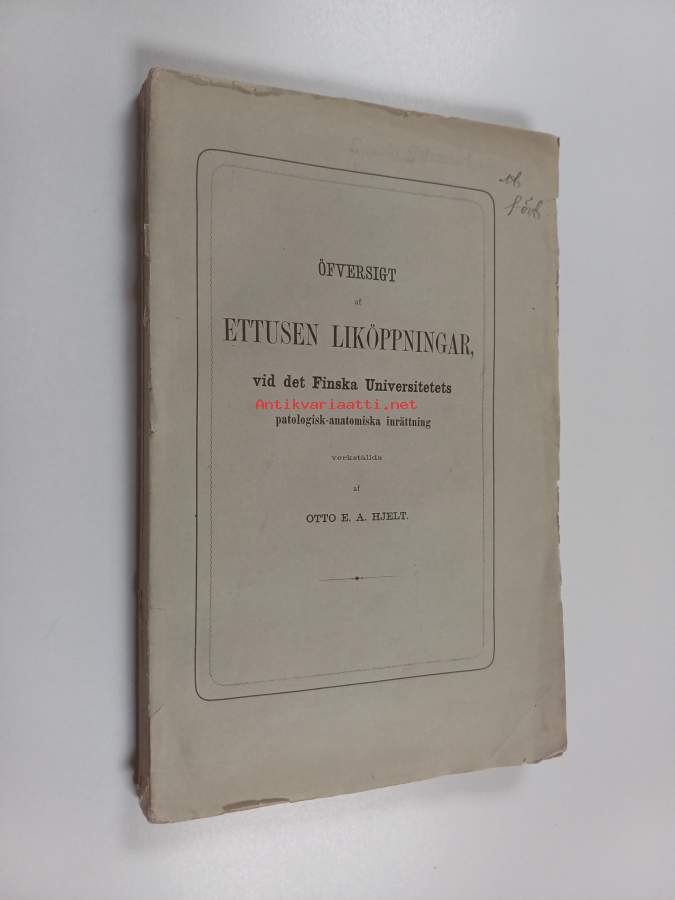 ÖFVERSIGT
af
ETTUSEN LIKÖPPNINGAR,
vid det Finska Universitetets
Antikvariaatti.net
patologisk-anatomiska inrättning
verkställda
af
OTTO E. A. HJELT.